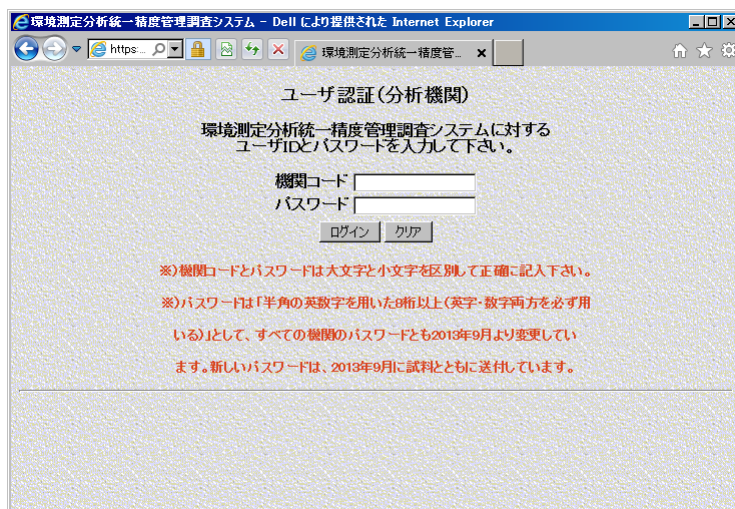 環境測定分析統一精度管理調査システム - Dell により提供された Internet Explorer
https:...
環境測定分析統一精度管...
ユーザ認証(分析機関)
環境測定分析統一精度管理調査システムに対する
ユーザIDとパスワードを入力して下さい。
機関コード
パスワード
ログイン クリア
※)機関コードとパスワードは大文字と小文字を区別して正確に記入下さい。
※)パスワードは「半角の英数字を用いた8桁以上(英字・数字両方を必ず用
いる)」として、すべての機関のパスワードとも2013年9月より変更してい
ます。新しいパスワードは、2013年9月に試料とともに送付しています。